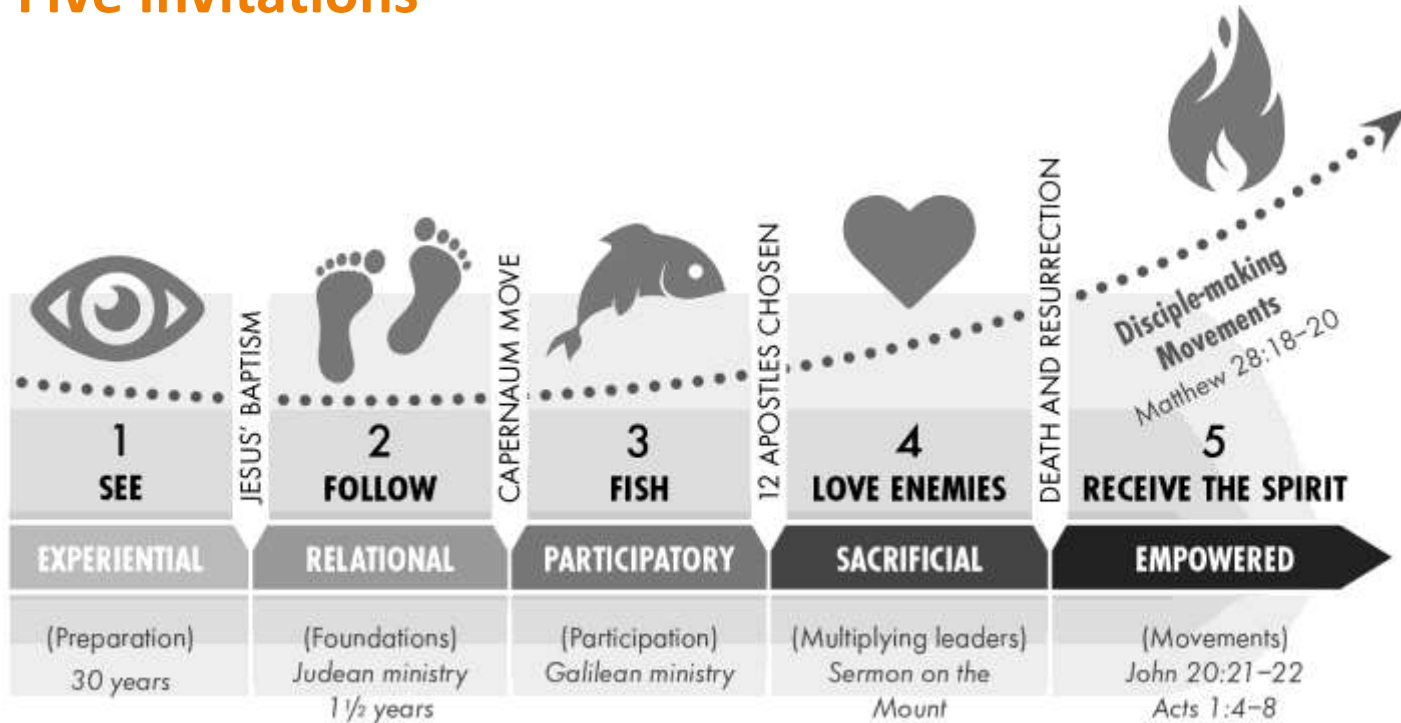 Five Invitations
1
SEE
EXPERIENTIAL
(Preparation)
30 years
JESUS' BAPTISM
2
FOLLOW
RELATIONAL
(Foundations)
Judean ministry
1½ years
CAPERNAUM MOVE
3
FISH
PARTICIPATORY
(Participation)
Galilean ministry
12 APOSTLES CHOSEN
4
LOVE ENEMIES
SACRIFICIAL
(Multiplying leaders)
Sermon on the
Mount
DEATH AND RESURRECTION
Disciple-making
Movements
Matthew 28:18–20
5
RECEIVE THE SPIRIT
EMPOWERED
(Movements)
John 20:21–22
Acts 1:4–8